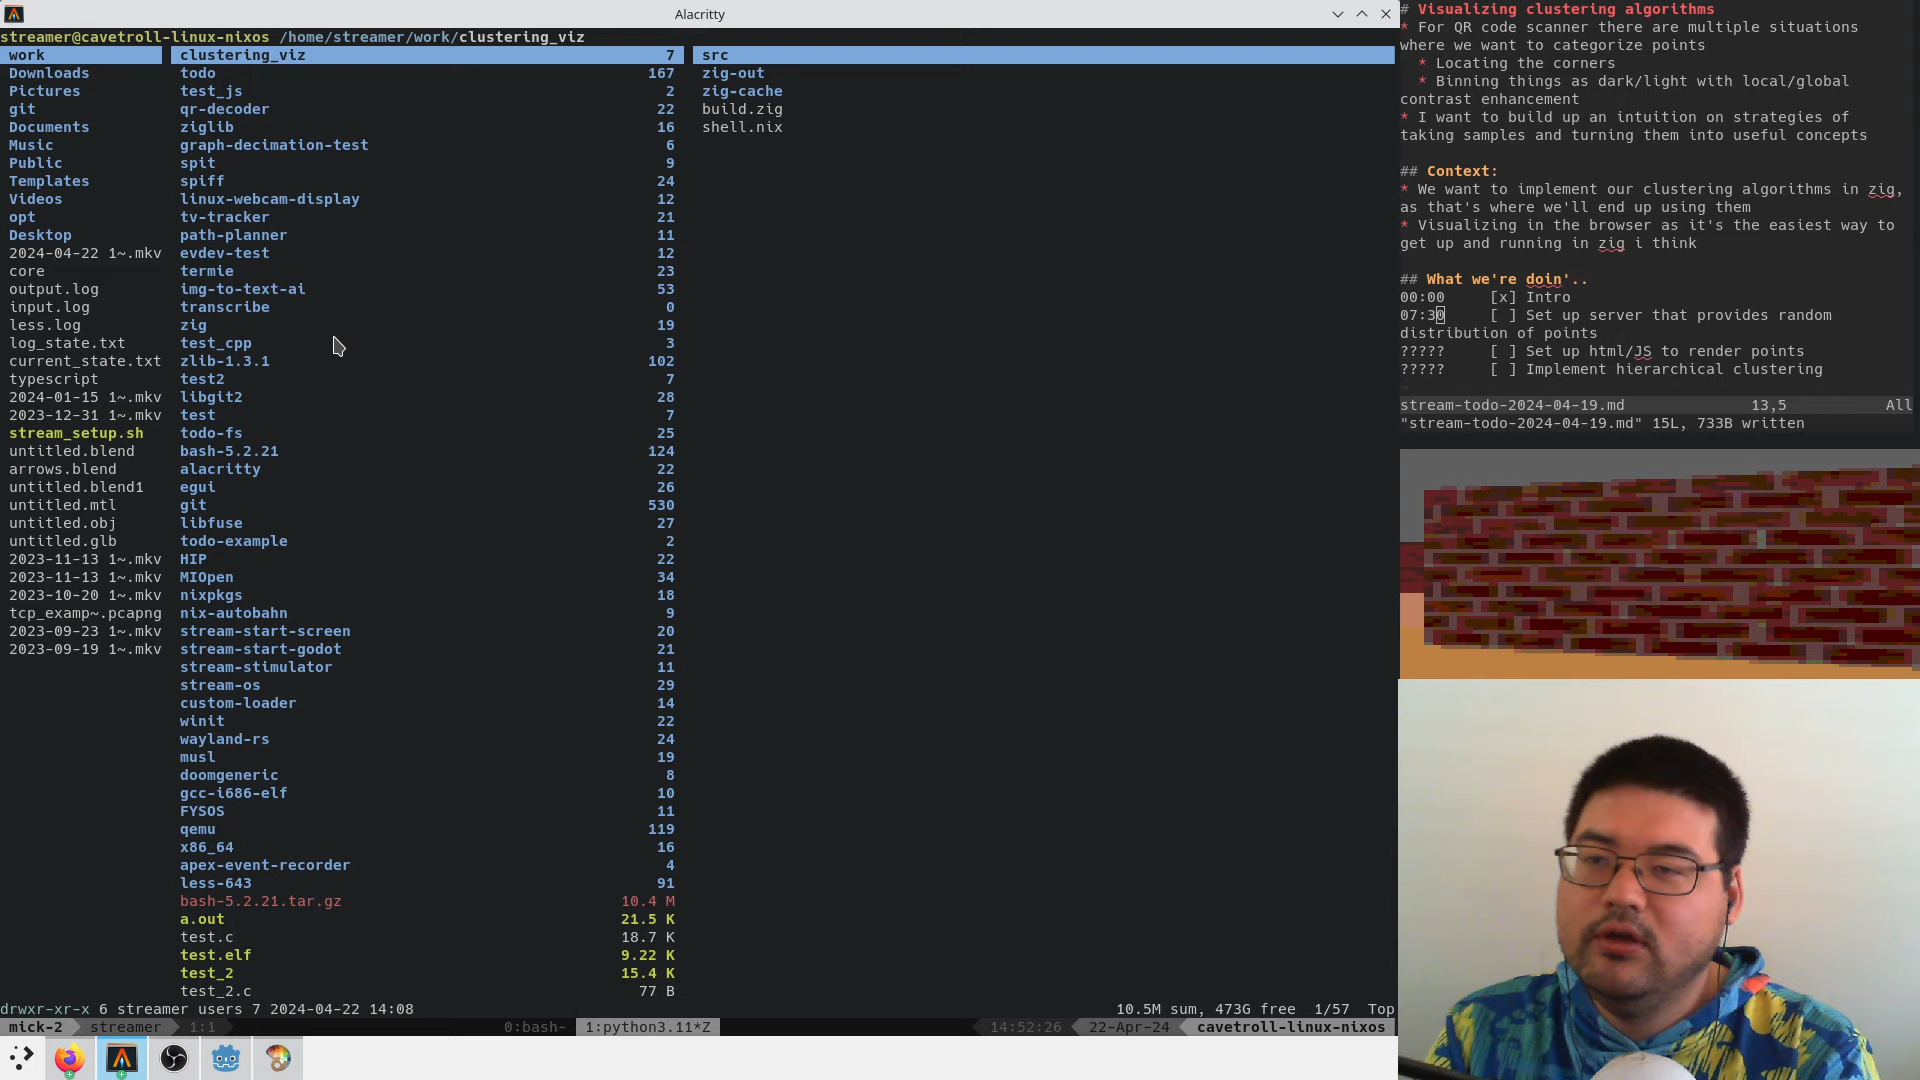 Alacritty
streamer@cavetroll-linux-nixos /home/streamer/work/clustering_viz
work
Downloads
Pictures
git
Documents
Music
Public
Templates
Videos
opt
Desktop
2024-04-22 1~.mkv
core
output.log
input.log
less.log
log_state.txt
current_state.txt
typescript
2024-01-15 1~.mkv
2023-12-31 1~.mkv
stream_setup.sh
untitled.blend
arrows.blend
untitled.blend1
untitled.mtl
untitled.obj
untitled.glb
2023-11-13 1~.mkv
2023-11-13 1~.mkv
2023-10-20 1~.mkv
tcp_examp~.pcapng
2023-09-23 1~.mkv
2023-09-19 1~.mkv
clustering_viz 7
todo 167
test_js 2
qr-decoder 22
ziglib 16
graph-decimation-test 6
spit 9
spiff 24
linux-webcam-display 12
tv-tracker 21
path-planner 11
evdev-test 12
termie 23
img-to-text-ai 53
transcribe 0
zig 19
test_cpp 3
zlib-1.3.1 102
test2 7
libgit2 28
test 7
todo-fs 25
bash-5.2.21 124
alacritty 22
egui 26
git 530
libfuse 27
todo-example 2
HIP 22
MIOpen 34
nixpkgs 18
nix-autobahn 9
stream-start-screen 20
stream-start-godot 21
stream-stimulator 11
stream-os 29
custom-loader 14
winit 22
wayland-rs 24
musl 19
doomgeneric 8
gcc-i686-elf 10
FYSOS 11
qemu 119
x86_64 16
apex-event-recorder 4
less-643 91
bash-5.2.21.tar.gz 10.4 M
a.out 21.5 K
test.c 18.7 K
test.elf 9.22 K
test_2 15.4 K
test_2.c 77 B
src
zig-out
zig-cache
build.zig
shell.nix
drwxr-xr-x 6 streamer users 7 2024-04-22 14:08 10.5M sum, 473G free 1/57 Top
mick-2 streamer 1:1 0:bash- 1:python3.11*Z 14:52:26 22-Apr-24 cavetroll-linux-nixos
# Visualizing clustering algorithms
* For QR code scanner there are multiple situations
where we want to categorize points
* Locating the corners
* Binning things as dark/light with local/global
contrast enhancement
* I want to build up an intuition on strategies of
taking samples and turning them into useful concepts
## Context:
* We want to implement our clustering algorithms in zig,
as that's where we'll end up using them
* Visualizing in the browser as it's the easiest way to
get up and running in zig i think
## What we're doin'..
00:00 [x] Intro
07:30 [ ] Set up server that provides random
distribution of points
????? [ ] Set up html/JS to render points
????? [ ] Implement hierarchical clustering
~
stream-todo-2024-04-19.md 13,5 All
"stream-todo-2024-04-19.md" 15L, 733B written